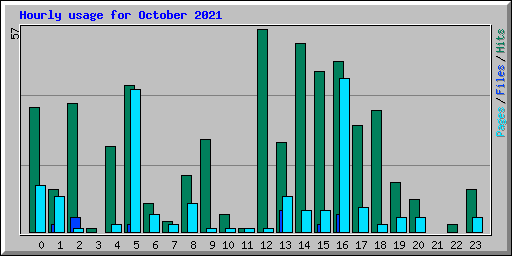 Hourly usage for October 2021
57
Pages/Files/Hits
0 1 2 3 4 5 6 7 8 9 10 11 12 13 14 15 16 17 18 19 20 21 22 23